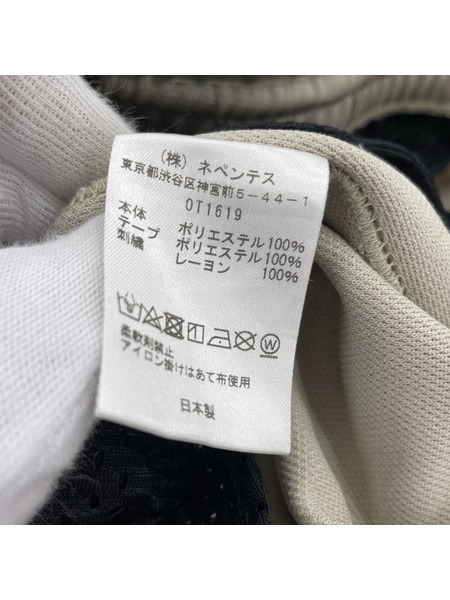 (株) ネペンテス
東京都渋谷区神宮前5-44-1
OT1619
本体 ポリエステル100%
テープ ポリエステル100%
刺繍 レーヨン 100%
W
柔軟剤禁止
アイロン掛けはあて布使用
日本製